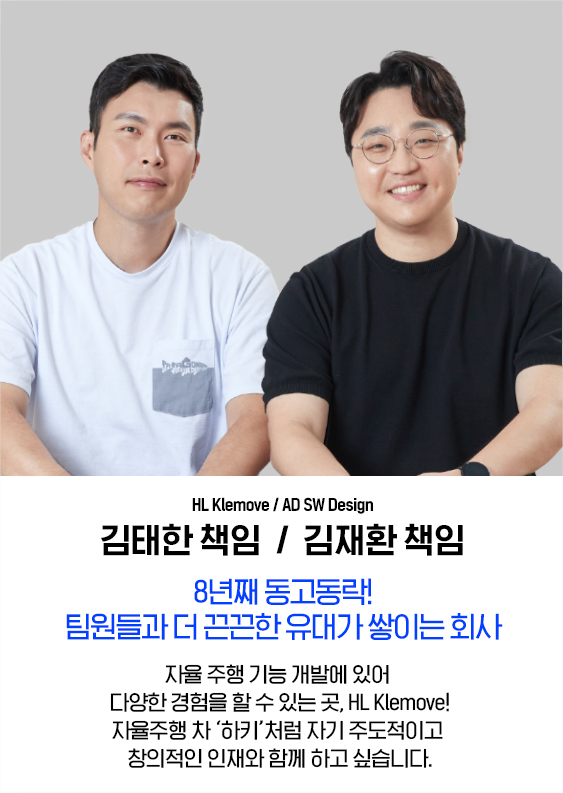 HL Klemove / AD SW Design
김태한 책임 / 김재환 책임
8년째 동고동락!
팀원들과 더 끈끈한 유대가 쌓이는 회사
자율 주행 기능 개발에 있어
다양한 경험을 할 수 있는 곳, HL Klemove!
자율주행 차 ‘하키’처럼 자기 주도적이고
창의적인 인재와 함께 하고 싶습니다.